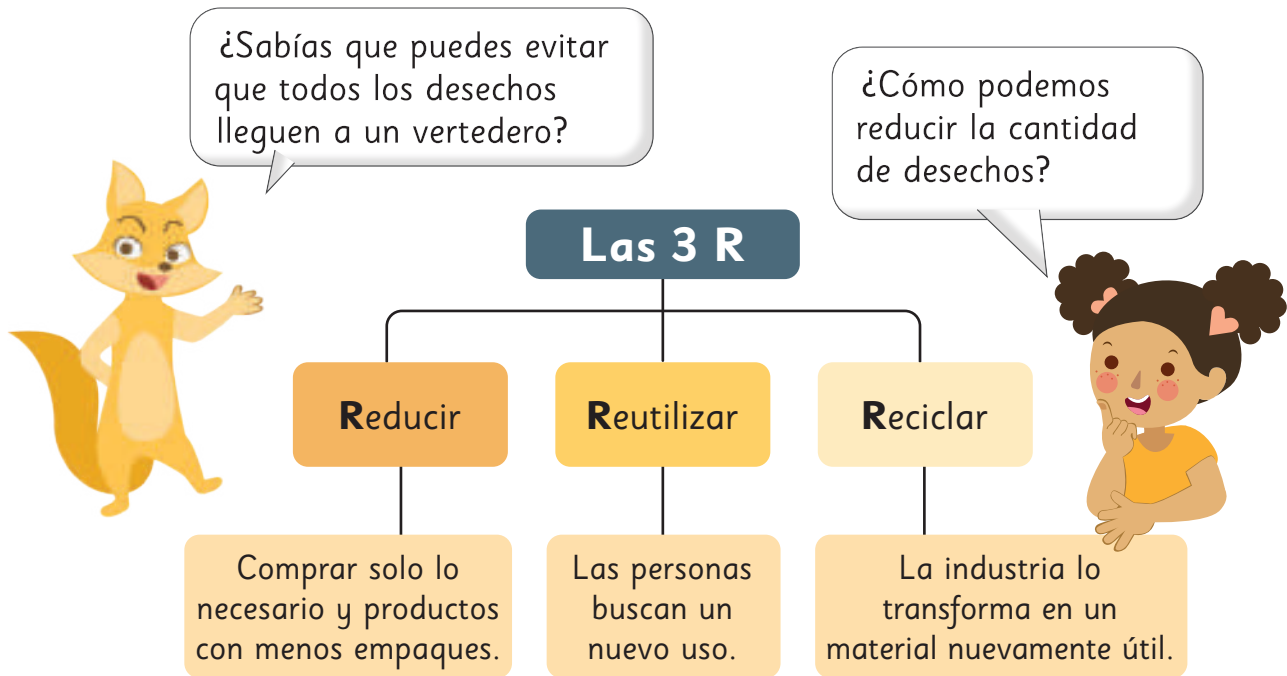 ¿Sabías que puedes evitar
que todos los desechos
lleguen a un vertedero?
¿Cómo podemos
reducir la cantidad
de desechos?
Las 3 R
Reducir
Reutilizar
Reciclar
Comprar solo lo
necesario y productos
con menos empaques.
Las personas
buscan un
nuevo uso.
La industria lo
transforma en un
material nuevamente útil.